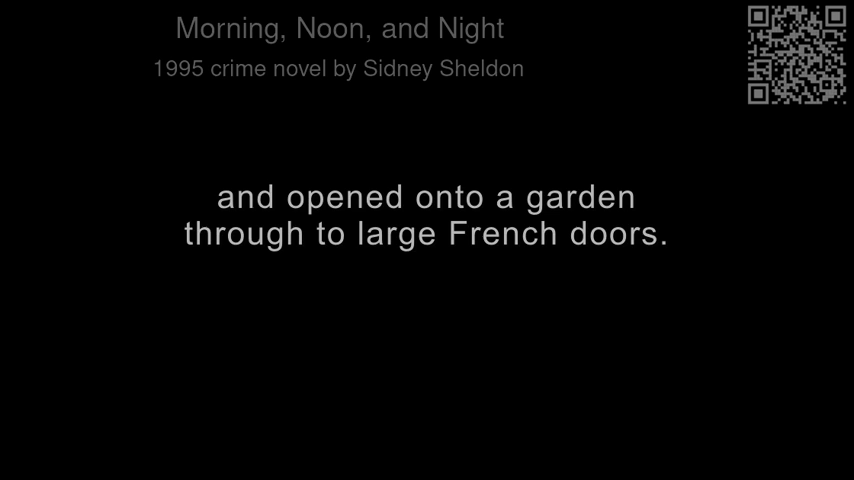 Morning, Noon, and Night
1995 crime novel by Sidney Sheldon
and opened onto a garden
through to large French doors.